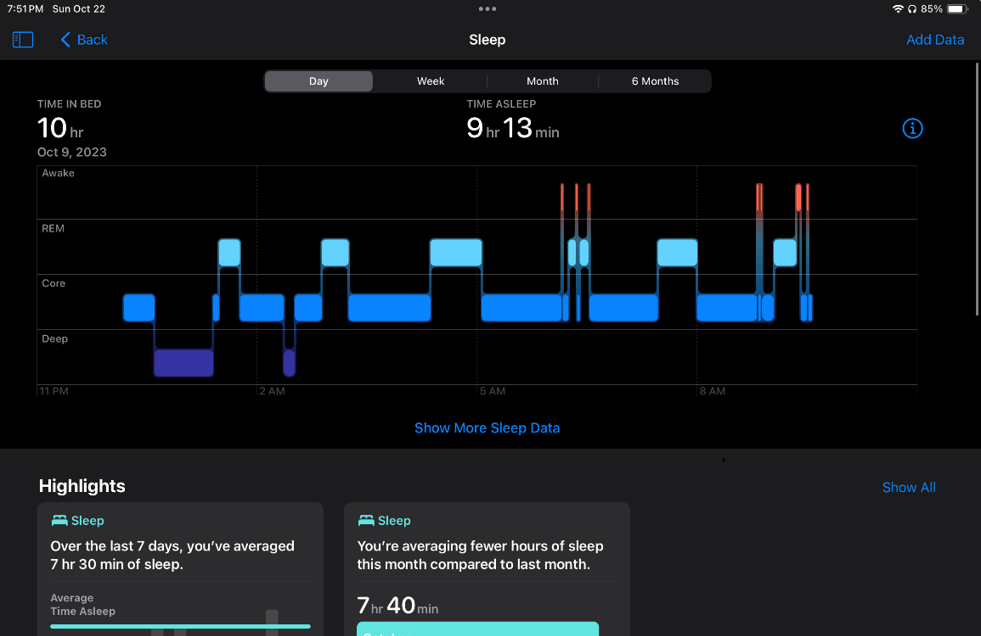 7:51 PM Sun Oct 22
85%
Back
Sleep
Add Data
Day Week Month 6 Months
TIME IN BED
10 hr
Oct 9, 2023
TIME ASLEEP
9 hr 13 min
Awake
REM
Core
Deep
11 PM 2 AM 5 AM 8 AM
Show More Sleep Data
Highlights
Show All
Sleep
Over the last 7 days, you’ve averaged
7 hr 30 min of sleep.
Average
Time Asleep
Sleep
You’re averaging fewer hours of sleep
this month compared to last month.
7 hr 40 min